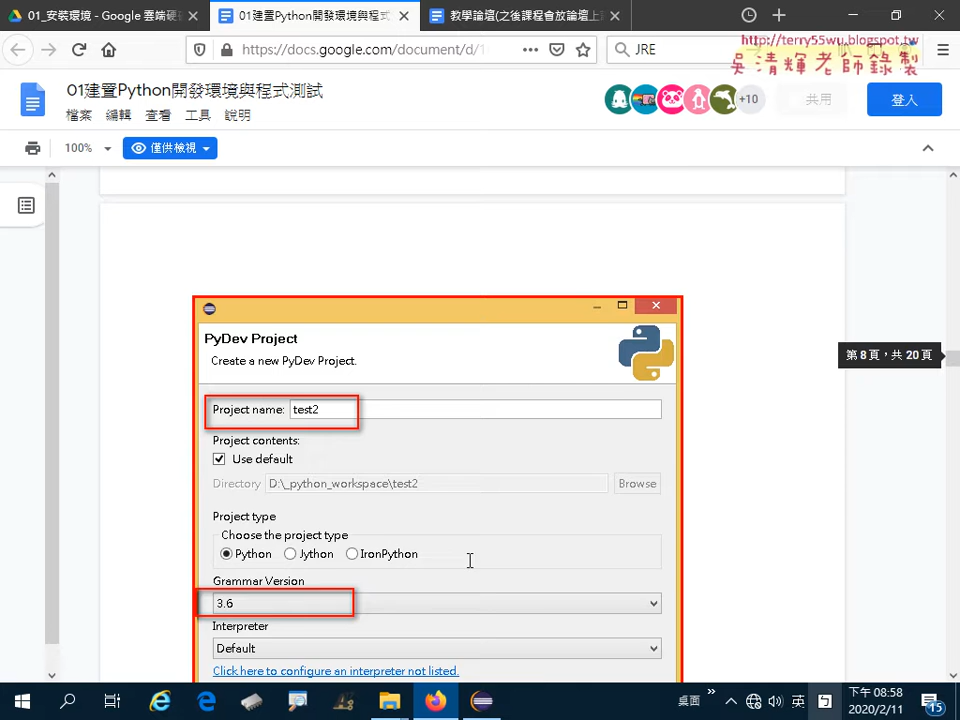 01_安裝環境 - Google 雲端硬
01建置Python開發環境與程式
教學論壇(之後課程會放論壇上
https://docs.google.com/document/d/1
JRE
http://terry55wu.blogspot.tw
吳清輝老師錄製
01建置Python開發環境與程式測試
檔案 編輯 查看 工具 說明
+10
共用
登入
100%
僅供檢視
PyDev Project
Create a new PyDev Project.
第 8 頁，共 20 頁
Project name: test2
Project contents:
Use default
Directory D:\_python_workspace\test2 Browse
Project type
Choose the project type
Python Jython IronPython
Grammar Version
3.6
Interpreter
Default
Click here to configure an interpreter not listed.
桌面
英
下午 08:58
2020/2/11
15